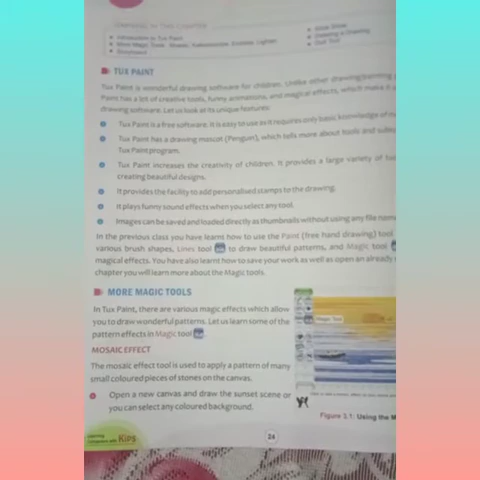 Introduction to Tux Paint
More Magic Tools
TUX PAINT
Tux Paint is wonderful drawing software for children. Unlike other drawing/painting
Paint has a lot of creative tools, funny animations, and magical effects, which make it
drawing software. Let us look at its unique features:
Tux Paint is a free software. It is easy to use as it requires only basic knowledge of
Tux Paint has a drawing mascot (Penguin), which tells more about tools and
Tux Paint program.
Tux Paint increases the creativity of children. It provides a large variety of
creating beautiful designs.
It provides the facility to add personalised stamps to the drawing.
It plays funny sound effects when you select any tool.
Images can be saved and loaded directly as thumbnails without using any file
In the previous class you have learnt how to use the Paint (free hand drawing) tool
various brush shapes, Lines tool to draw beautiful patterns, and Magic tool
magical effects. You have also learnt how to save your work as well as open an already
chapter you will learn more about the Magic tools.
MORE MAGIC TOOLS
In Tux Paint, there are various magic effects which allow
you to draw wonderful patterns. Let us learn some of the
pattern effects in Magic tool
MOSAIC EFFECT
The mosaic effect tool is used to apply a pattern of many
small coloured pieces of stones on the canvas.
Open a new canvas and draw the sunses scene or
you can select any coloured background.
Magic Tool
Figure 3.1: Using the M
KIPS
24